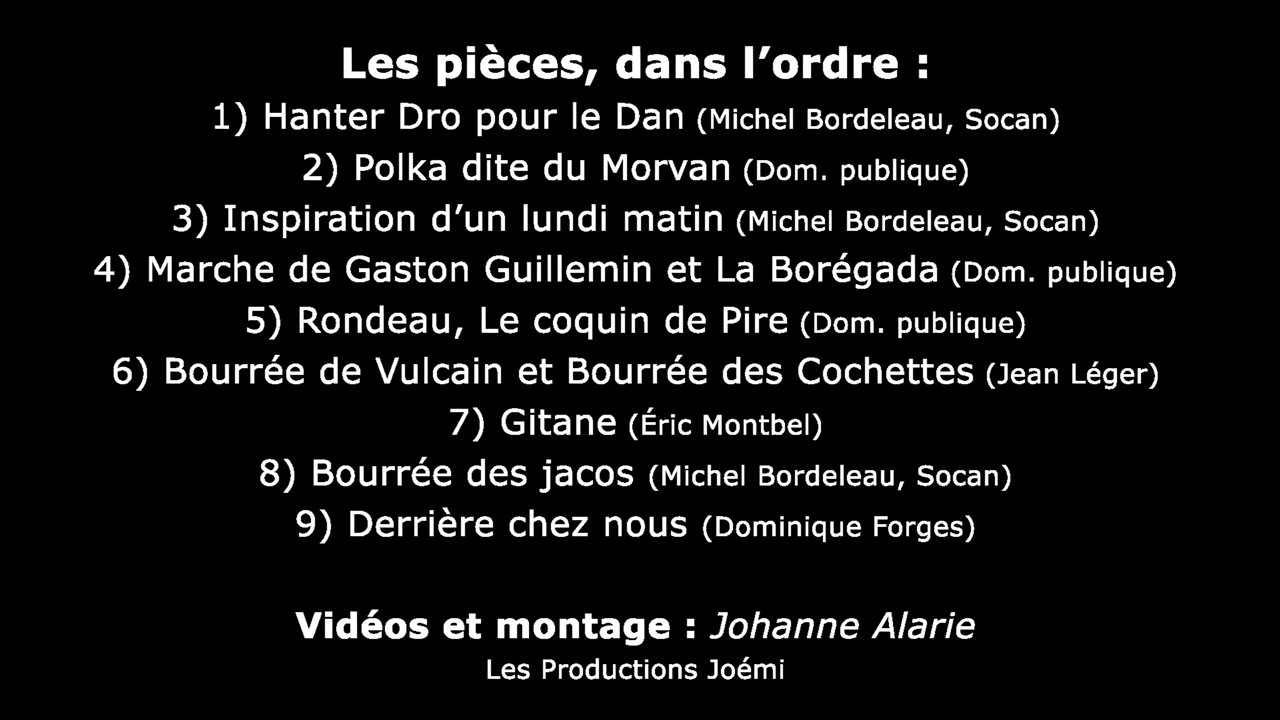 Les pièces, dans l’ordre :
1) Hanter Dro pour le Dan (Michel Bordeleau, Socan)
2) Polka dite du Morvan (Dom. publique)
3) Inspiration d’un lundi matin (Michel Bordeleau, Socan)
4) Marche de Gaston Guillemin et La Borégada (Dom. publique)
5) Rondeau, Le coquin de Pire (Dom. publique)
6) Bourrée de Vulcain et Bourrée des Cochettes (Jean Léger)
7) Gitane (Éric Montbel)
8) Bourrée des jacos (Michel Bordeleau, Socan)
9) Derrière chez nous (Dominique Forges)
Vidéos et montage : Johanne Alarie
Les Productions Joémi